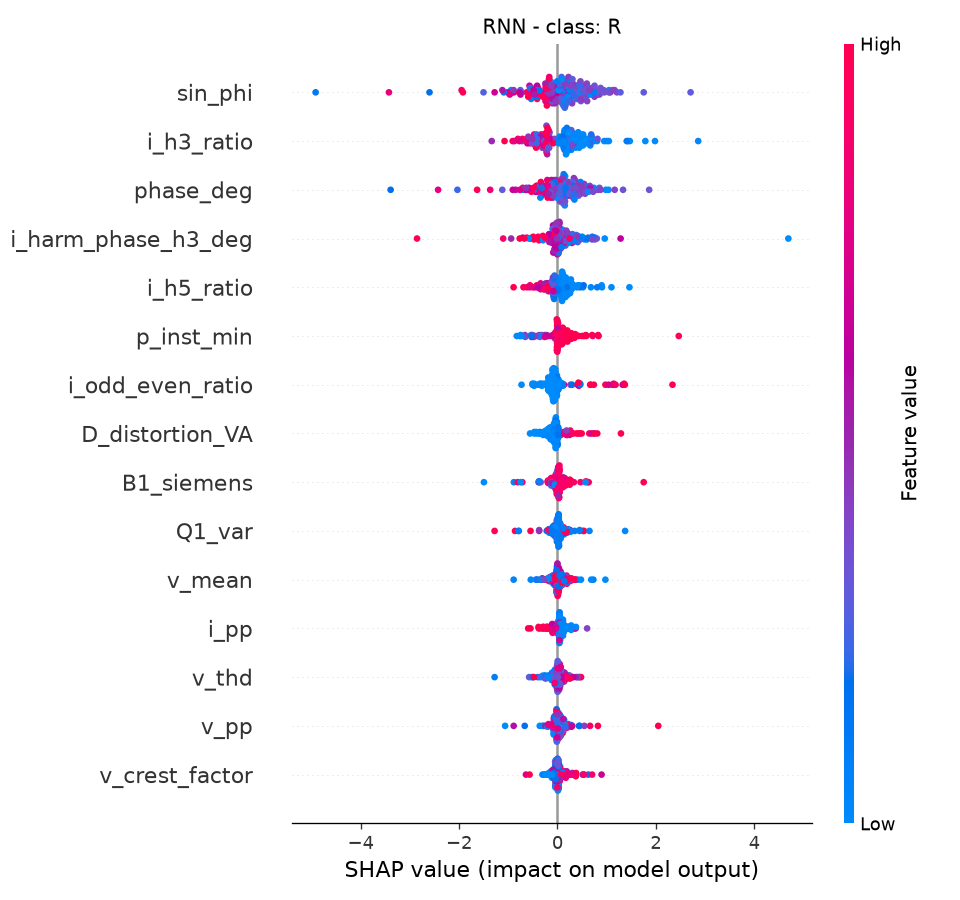 RNN - class: R
High
sin_phi
i_h3_ratio
phase_deg
i_harm_phase_h3_deg
i_h5_ratio
p_inst_min
i_odd_even_ratio
D_distortion_VA
B1_siemens
Q1_var
v_mean
i_pp
v_thd
v_pp
v_crest_factor
Feature value
Low
−4 −2 0 2 4
SHAP value (impact on model output)